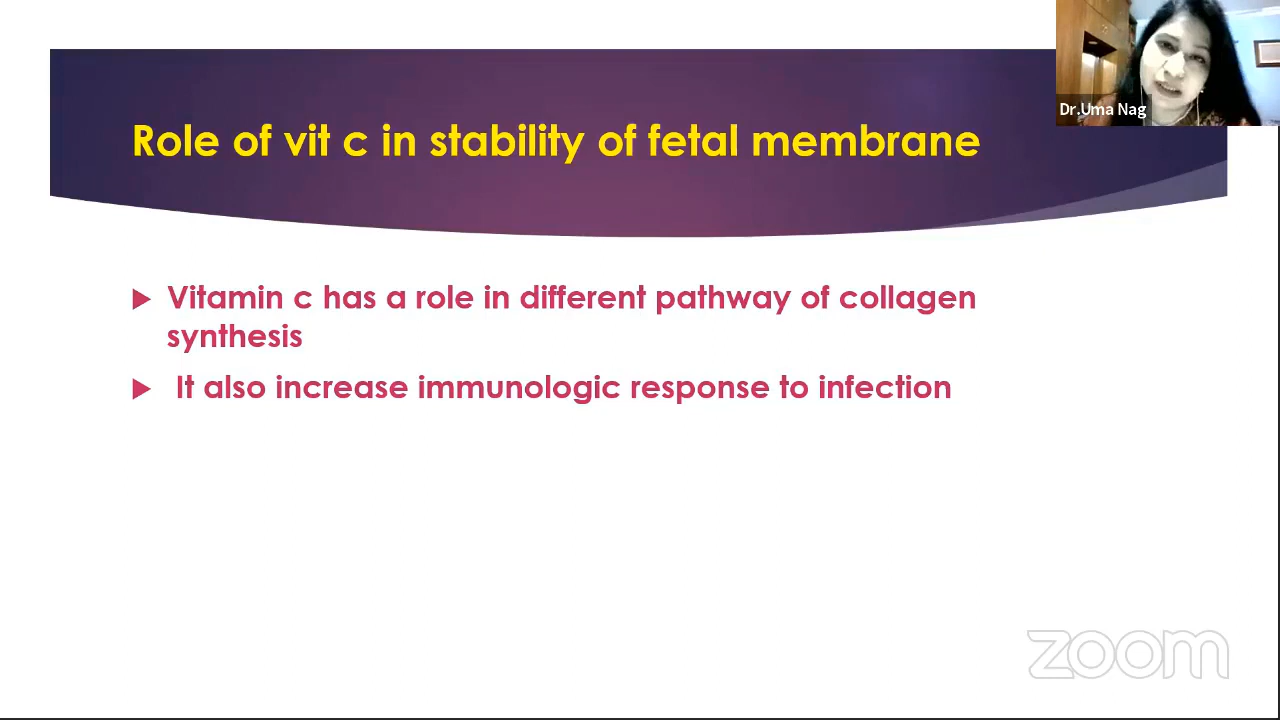 Dr,Uma Nag
Role of vit c in stability of fetal membrane
Vitamin c has a role in different pathway of collagen
synthesis
It also increase immunologic response to infection
zoom